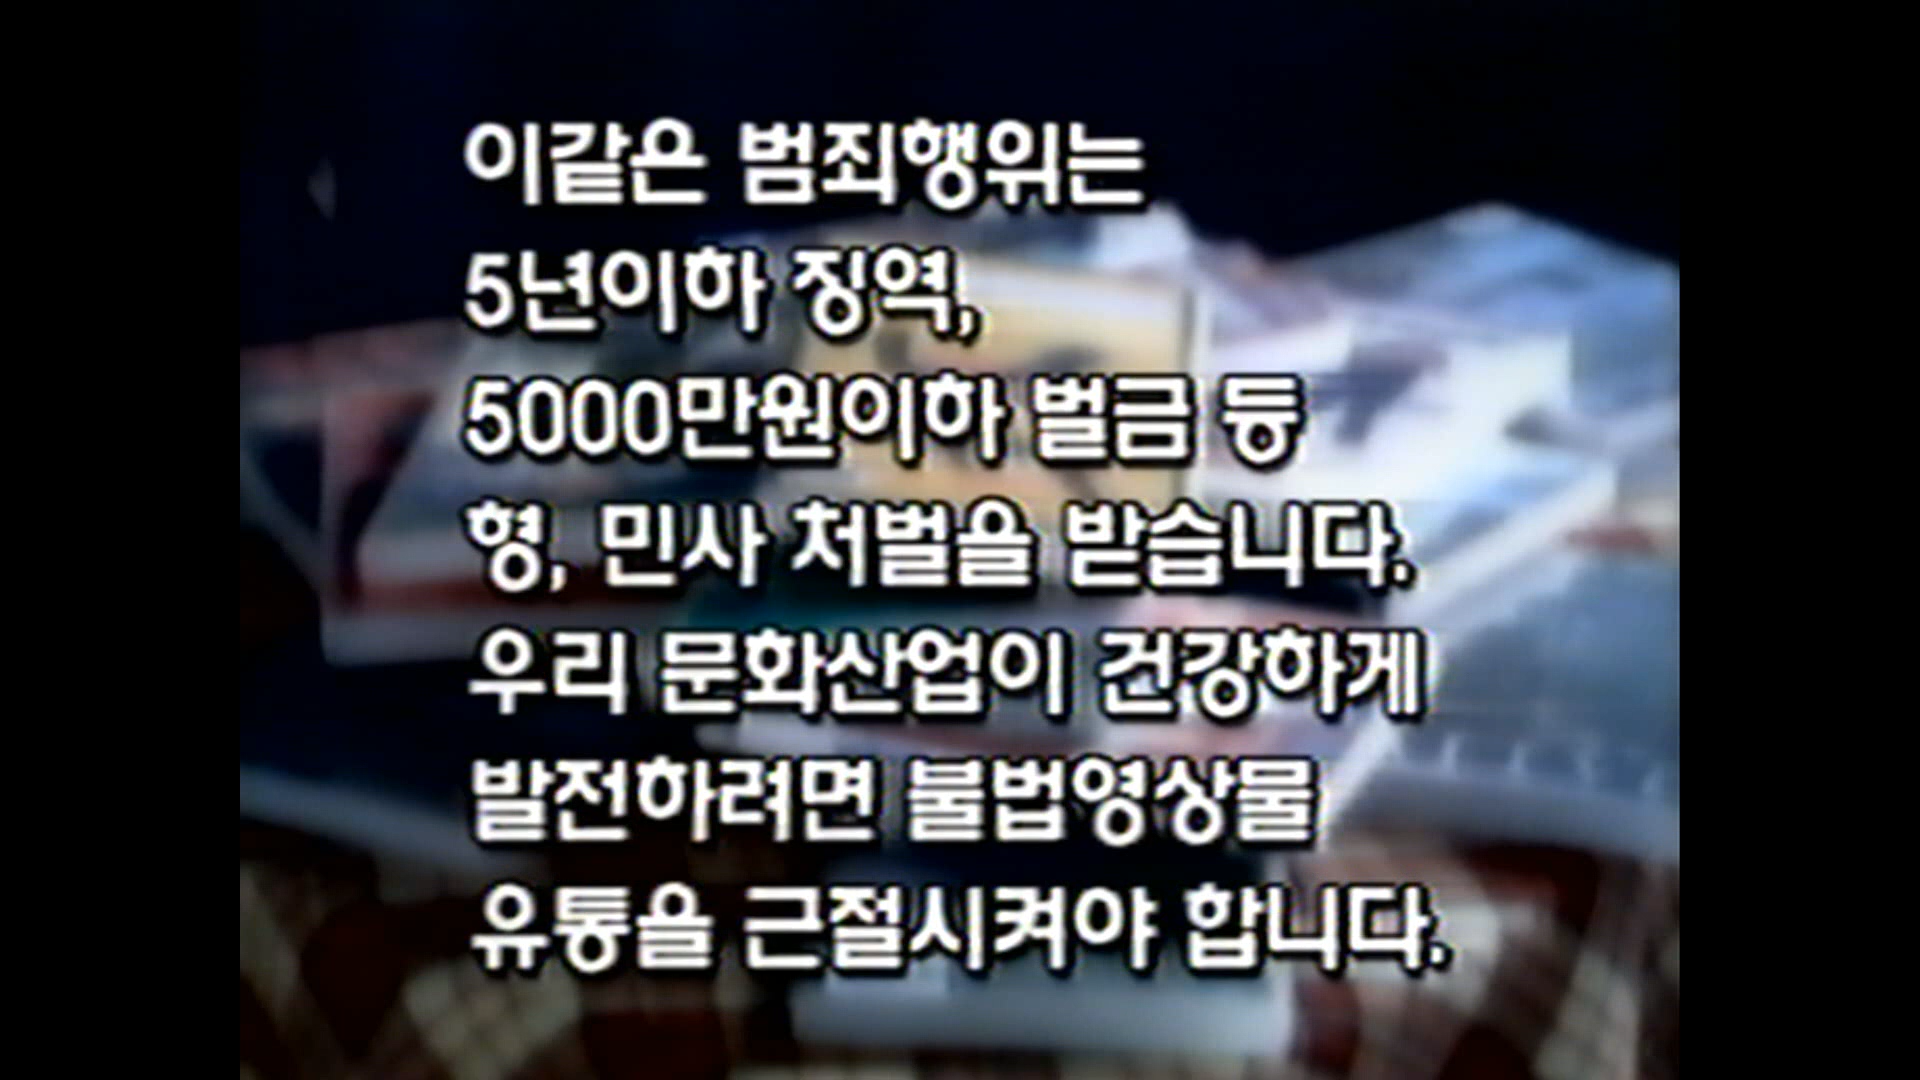 이같은 범죄행위는
5년이하 징역,
5000만원이하 벌금 등
형, 민사 처벌을 받습니다.
우리 문화산업이 건강하게
발전하려면 불법영상물
유통을 근절시켜야 합니다.